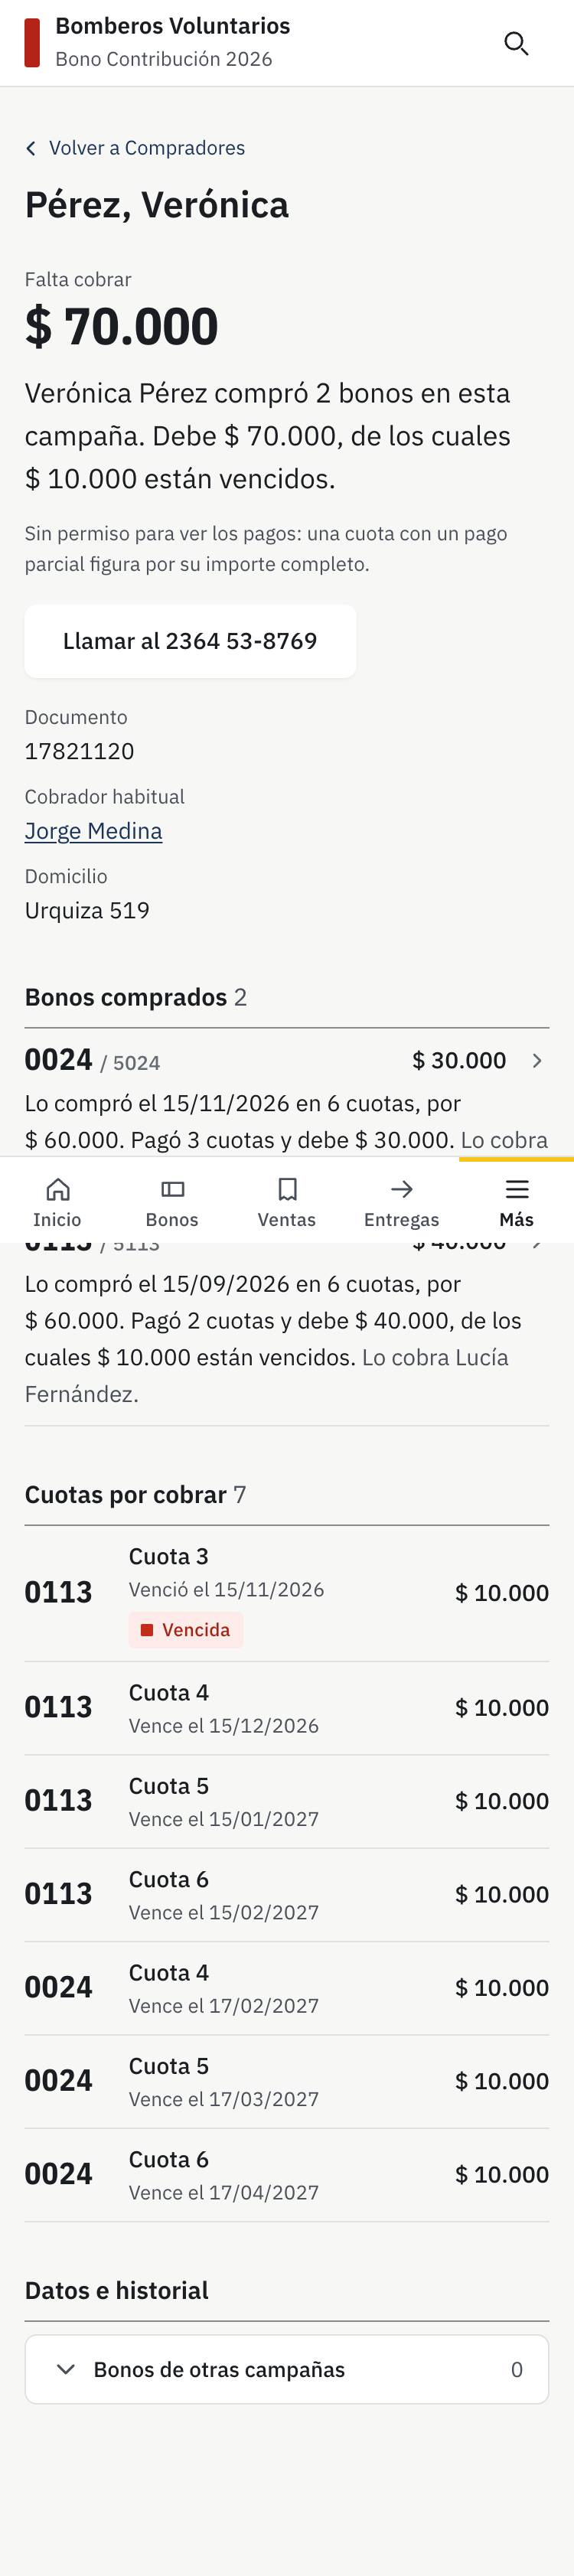 Bomberos Voluntarios
Bono Contribución 2026
Volver a Compradores
Pérez, Verónica
Falta cobrar
$ 70.000
Verónica Pérez compró 2 bonos en esta
campaña. Debe $ 70.000, de los cuales
$ 10.000 están vencidos.
Sin permiso para ver los pagos: una cuota con un pago
parcial figura por su importe completo.
Llamar al 2364 53-8769
Documento
17821120
Cobrador habitual
Jorge Medina
Domicilio
Urquiza 519
Bonos comprados 2
0024 / 5024 $ 30.000
Lo compró el 15/11/2026 en 6 cuotas, por
$ 60.000. Pagó 3 cuotas y debe $ 30.000. Lo cobra
Inicio Bonos Ventas Entregas Más
0113 / 5113 $ 40.000
Lo compró el 15/09/2026 en 6 cuotas, por
$ 60.000. Pagó 2 cuotas y debe $ 40.000, de los
cuales $ 10.000 están vencidos. Lo cobra Lucía
Fernández.
Cuotas por cobrar 7
Cuota 3
0113 Venció el 15/11/2026 $ 10.000
Vencida
Cuota 4
0113 $ 10.000
Vence el 15/12/2026
Cuota 5
0113 $ 10.000
Vence el 15/01/2027
Cuota 6
0113 $ 10.000
Vence el 15/02/2027
Cuota 4
0024 $ 10.000
Vence el 17/02/2027
Cuota 5
0024 $ 10.000
Vence el 17/03/2027
Cuota 6
0024 $ 10.000
Vence el 17/04/2027
Datos e historial
Bonos de otras campañas 0